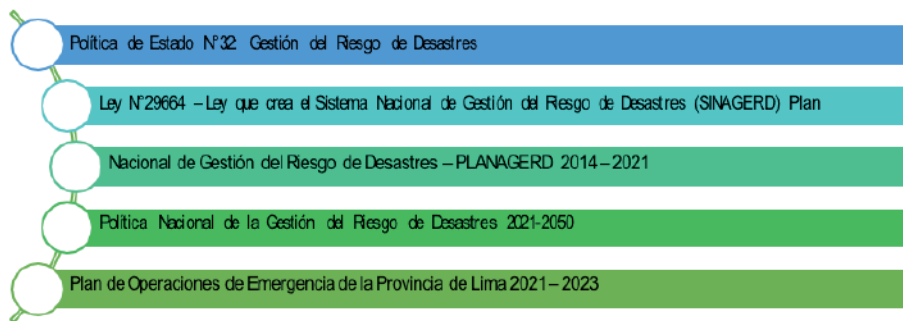 Política de Estado N°32: Gestión del Riesgo de Desastres
Ley N°29664 – Ley que crea el Sistema Nacional de Gestión del Riesgo de Desastres (SINAGERD) Plan
Nacional de Gestión del Riesgo de Desastres – PLANAGERD 2014 – 2021
Política Nacional de la Gestión del Riesgo de Desastres 2021-2050
Plan de Operaciones de Emergencia de la Provincia de Lima 2021 – 2023